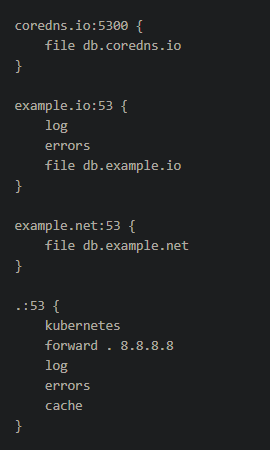 coredns.io:5300 {
    file db.coredns.io
}

example.io:53 {
    log
    errors
    file db.example.io
}

example.net:53 {
    file db.example.net
}

.:53 {
    kubernetes
    forward . 8.8.8.8
    log
    errors
    cache
}